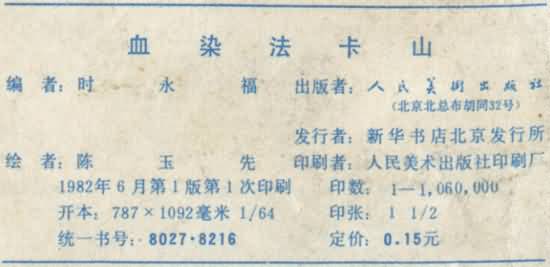 血染法卡山
编者：时永福 出版者：人民美術出版社
（北京北总布胡同32号）
发行者：新华书店北京发行所
绘者：陈玉先 印刷者：人民美术出版社印刷厂
1982年6月第1版第1次印刷 印数：1—1,060,000
开本：787×1092毫米 1/64 印张：1 1/2
统一书号：8027·8216 定价：0.15元